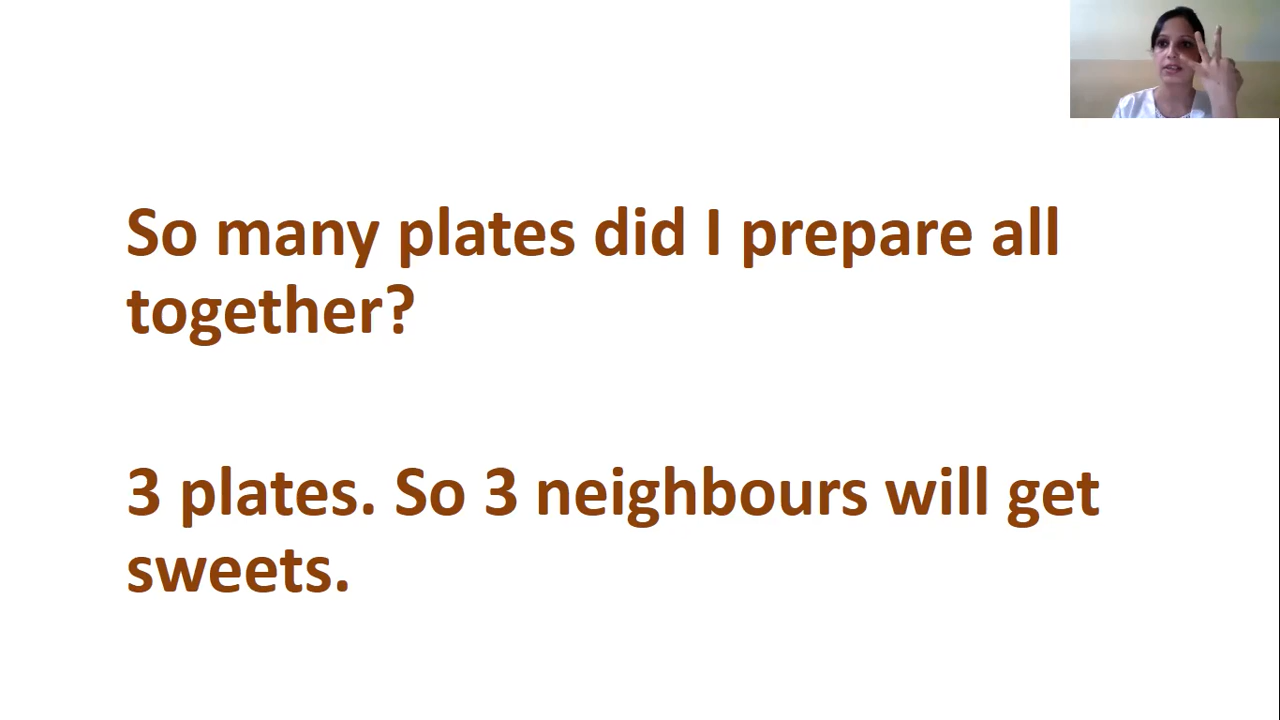 So many plates did I prepare all
together?
3 plates. So 3 neighbours will get
sweets.